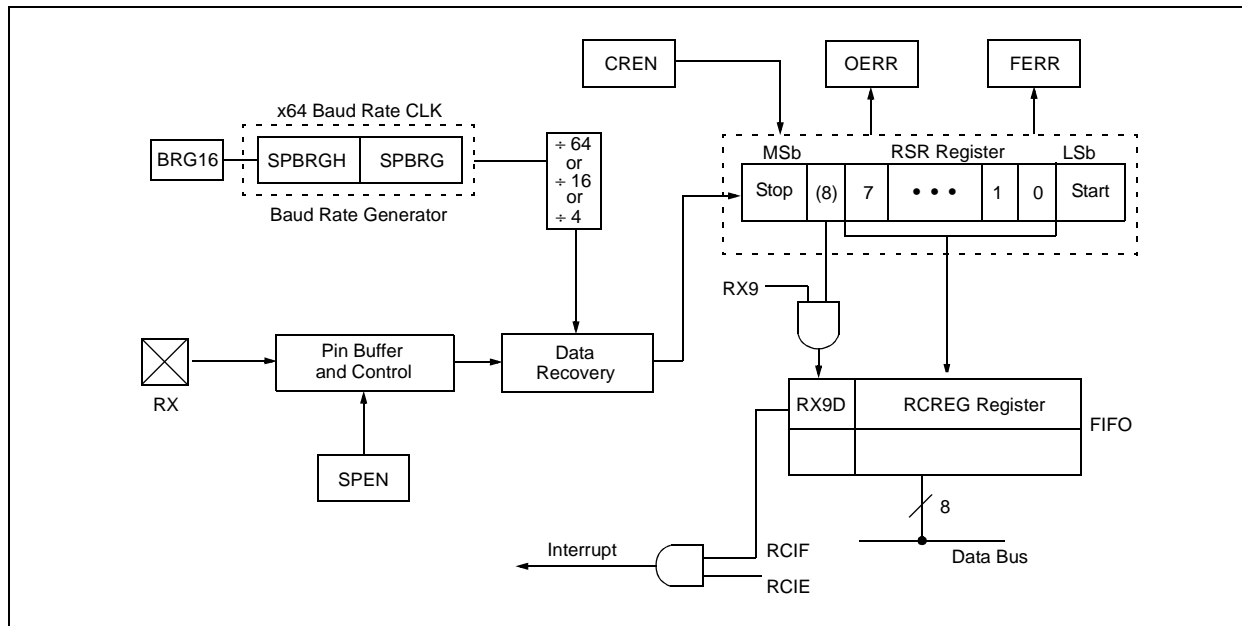 CREN
OERR
FERR
x64 Baud Rate CLK
BRG16
SPBRGH
SPBRG
Baud Rate Generator
÷ 64
or
÷ 16
or
÷ 4
MSb
RSR Register
LSb
Stop
(8)
7
• • •
1
0
Start
RX9
Pin Buffer
and Control
Data
Recovery
RX
SPEN
RX9D
RCREG Register
FIFO
8
Data Bus
Interrupt
RCIF
RCIE